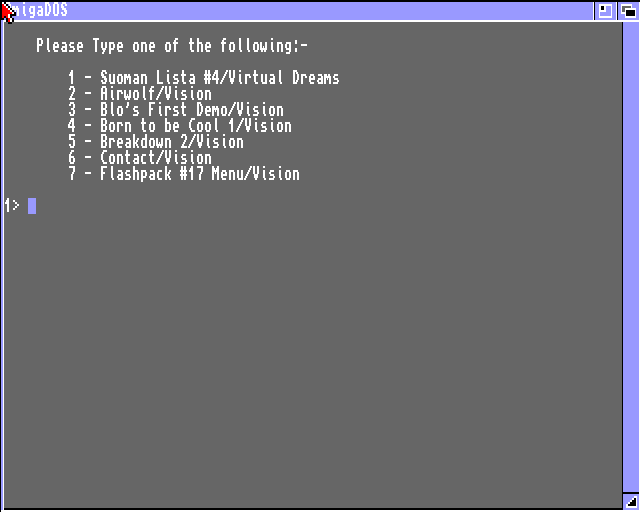 migaDOS
Please Type one of the following:-
1 - Suoman Lista #4/Virtual Dreams
2 - Airwolf/Vision
3 - Blo's First Demo/Vision
4 - Born to be Cool 1/Vision
5 - Breakdown 2/Vision
6 - Contact/Vision
7 - Flashpack #17 Menu/Vision
1>